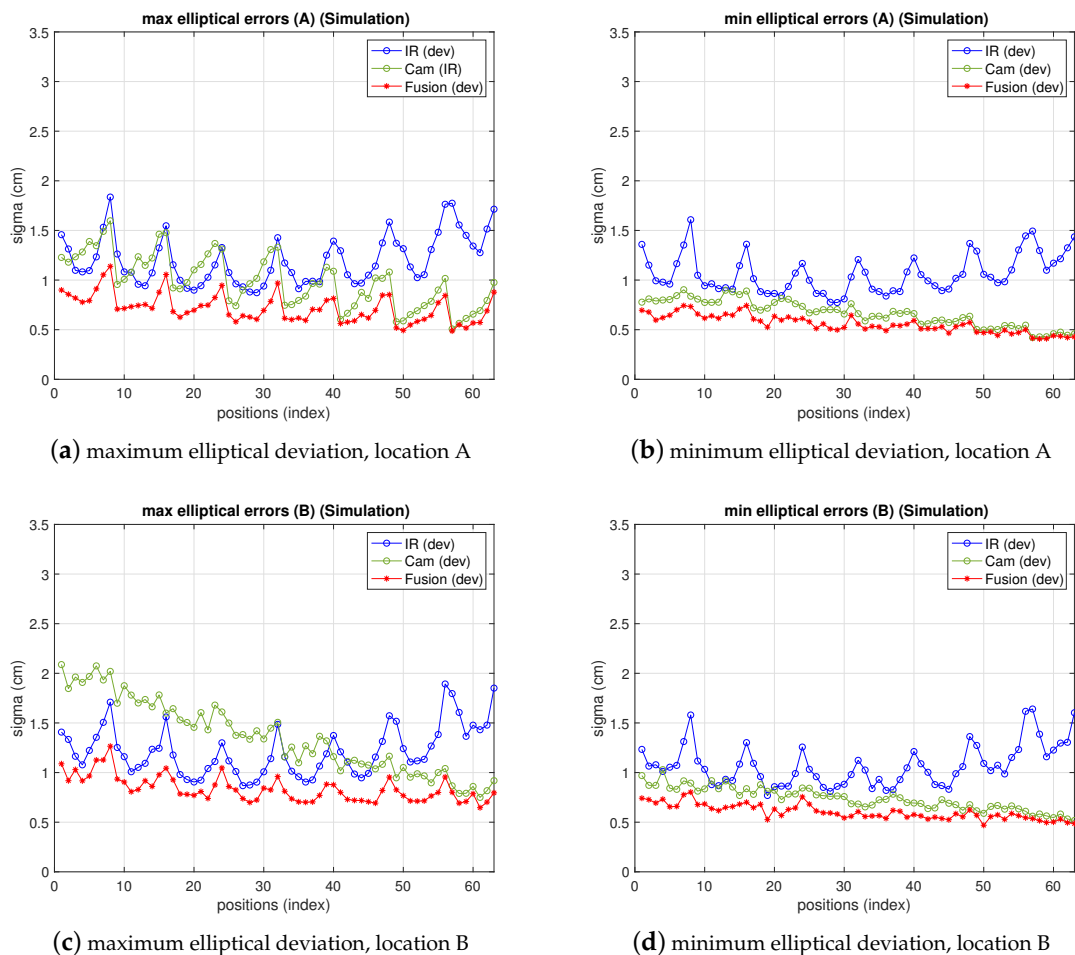 max elliptical errors (A) (Simulation)
3.5
3
2.5
2
1.5
1
0.5
0
sigma (cm)
IR (dev)
Cam (IR)
Fusion (dev)
0 10 20 30 40 50 60
positions (index)
(a) maximum elliptical deviation, location A
min elliptical errors (A) (Simulation)
3.5
3
2.5
2
1.5
1
0.5
0
sigma (cm)
IR (dev)
Cam (dev)
Fusion (dev)
0 10 20 30 40 50 60
positions (index)
(b) minimum elliptical deviation, location A
max elliptical errors (B) (Simulation)
3.5
3
2.5
2
1.5
1
0.5
0
sigma (cm)
IR (dev)
Cam (dev)
Fusion (dev)
0 10 20 30 40 50 60
positions (index)
(c) maximum elliptical deviation, location B
min elliptical errors (B) (Simulation)
3.5
3
2.5
2
1.5
1
0.5
0
sigma (cm)
IR (dev)
Cam (dev)
Fusion (dev)
0 10 20 30 40 50 60
positions (index)
(d) minimum elliptical deviation, location B